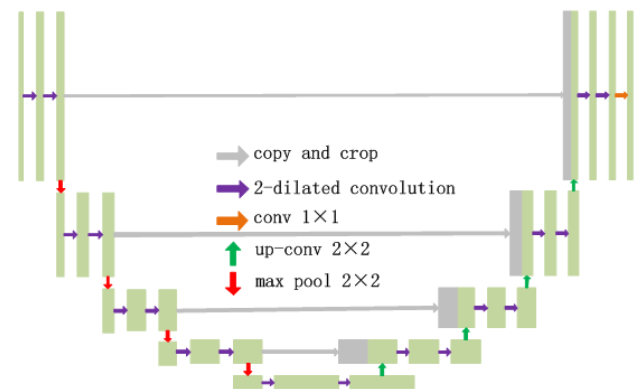 copy and crop
2-dilated convolution
conv 1×1
up-conv 2×2
max pool 2×2